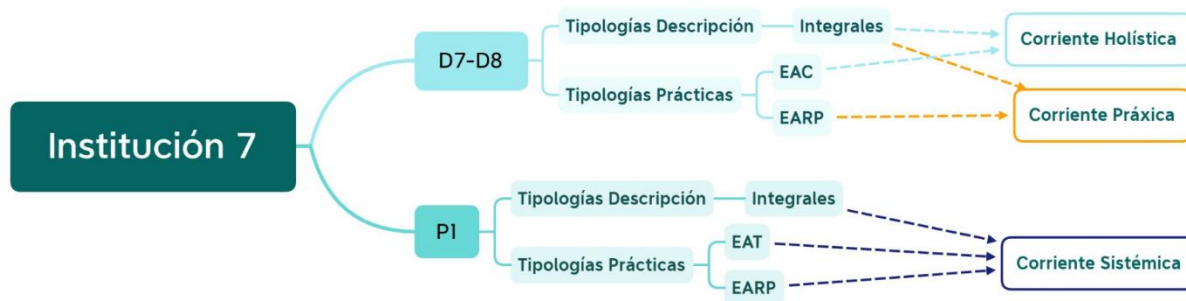 Institución 7
D7-D8
Tipologías Descripción
Integrales
Tipologías Prácticas
EAC
EARP
Corriente Holística
Corriente Práxica
P1
Tipologías Descripción
Integrales
Tipologías Prácticas
EAT
EARP
Corriente Sistémica